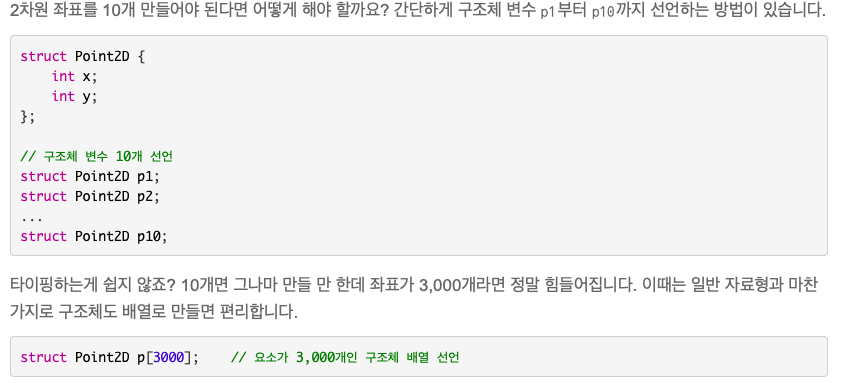 2차원 좌표를 10개 만들어야 된다면 어떻게 해야 할까요? 간단하게 구조체 변수 p1부터 p10까지 선언하는 방법이 있습니다.
struct Point2D {
    int x;
    int y;
};
// 구조체 변수 10개 선언
struct Point2D p1;
struct Point2D p2;
...
struct Point2D p10;
타이핑하는게 쉽지 않죠? 10개면 그나마 만들 만 한데 좌표가 3,000개라면 정말 힘들어집니다. 이때는 일반 자료형과 마찬
가지로 구조체도 배열로 만들면 편리합니다.
struct Point2D p[3000];    // 요소가 3,000개인 구조체 배열 선언